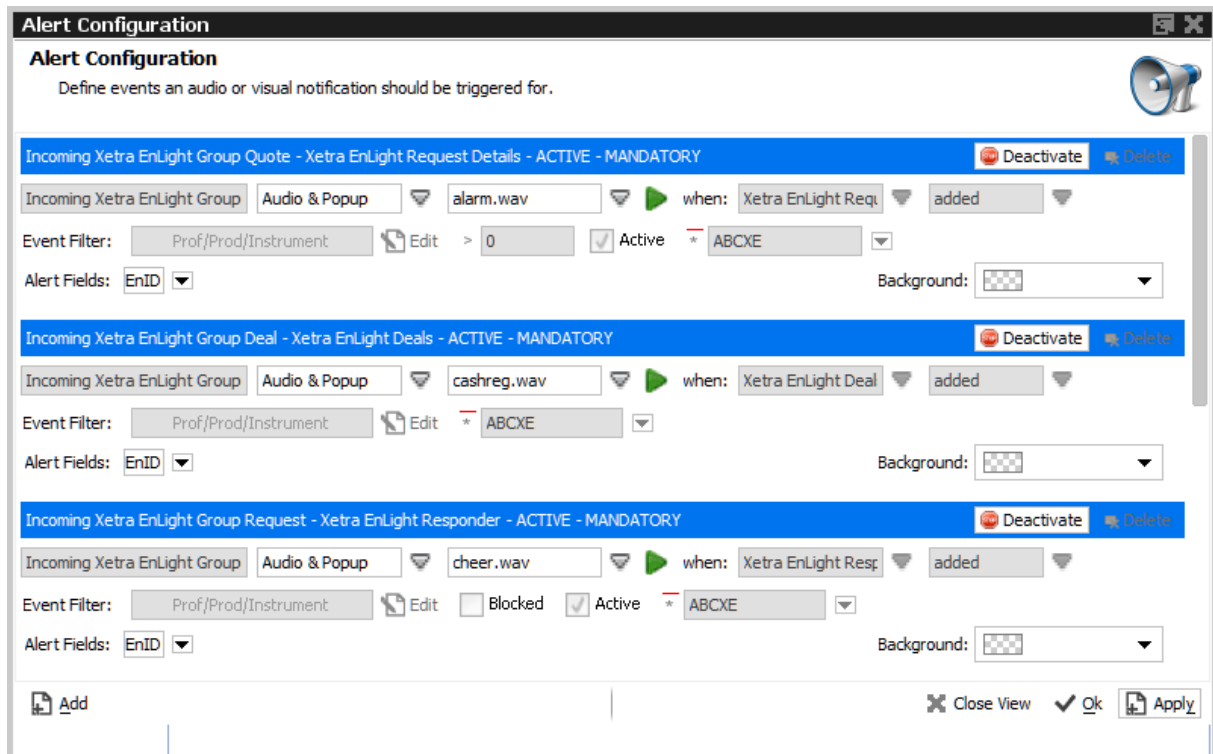 Alert Configuration
Alert Configuration
Define events an audio or visual notification should be triggered for.
Incoming Xetra EnLight Group Quote - Xetra EnLight Request Details - ACTIVE - MANDATORY Deactivate Delete
Incoming Xetra EnLight Group Audio & Popup alarm.wav when: Xetra EnLight Requ added
Event Filter: Prof/Prod/Instrument Edit > 0 Active * ABCXE
Alert Fields: EnID Background:
Incoming Xetra EnLight Group Deal - Xetra EnLight Deals - ACTIVE - MANDATORY Deactivate Delete
Incoming Xetra EnLight Group Audio & Popup cashreg.wav when: Xetra EnLight Deal added
Event Filter: Prof/Prod/Instrument Edit * ABCXE
Alert Fields: EnID Background:
Incoming Xetra EnLight Group Request - Xetra EnLight Responder - ACTIVE - MANDATORY Deactivate Delete
Incoming Xetra EnLight Group Audio & Popup cheer.wav when: Xetra EnLight Resp added
Event Filter: Prof/Prod/Instrument Edit Blocked Active * ABCXE
Alert Fields: EnID Background:
Add Close View Ok Apply